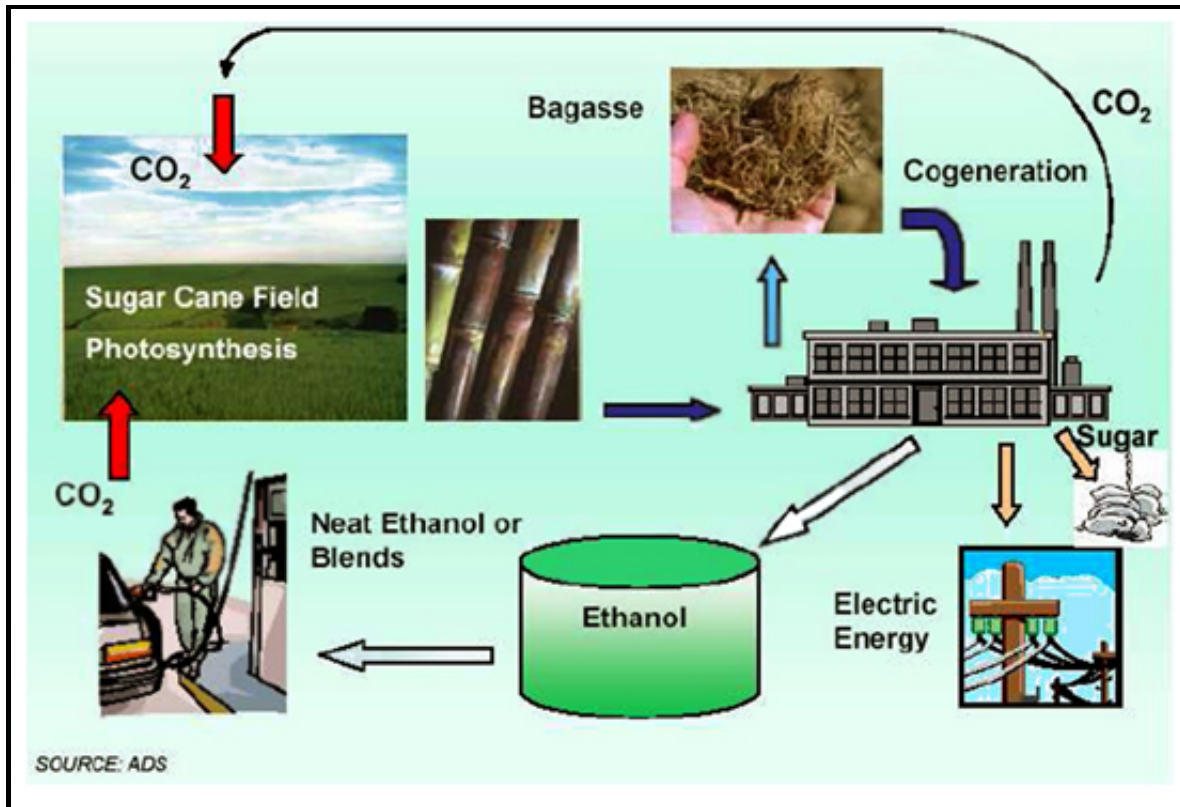 Bagasse
CO2
CO2
Cogeneration
Sugar Cane Field
Photosynthesis
Sugar
CO2
Neat Ethanol or
Blends
Ethanol
Electric
Energy
SOURCE: ADS